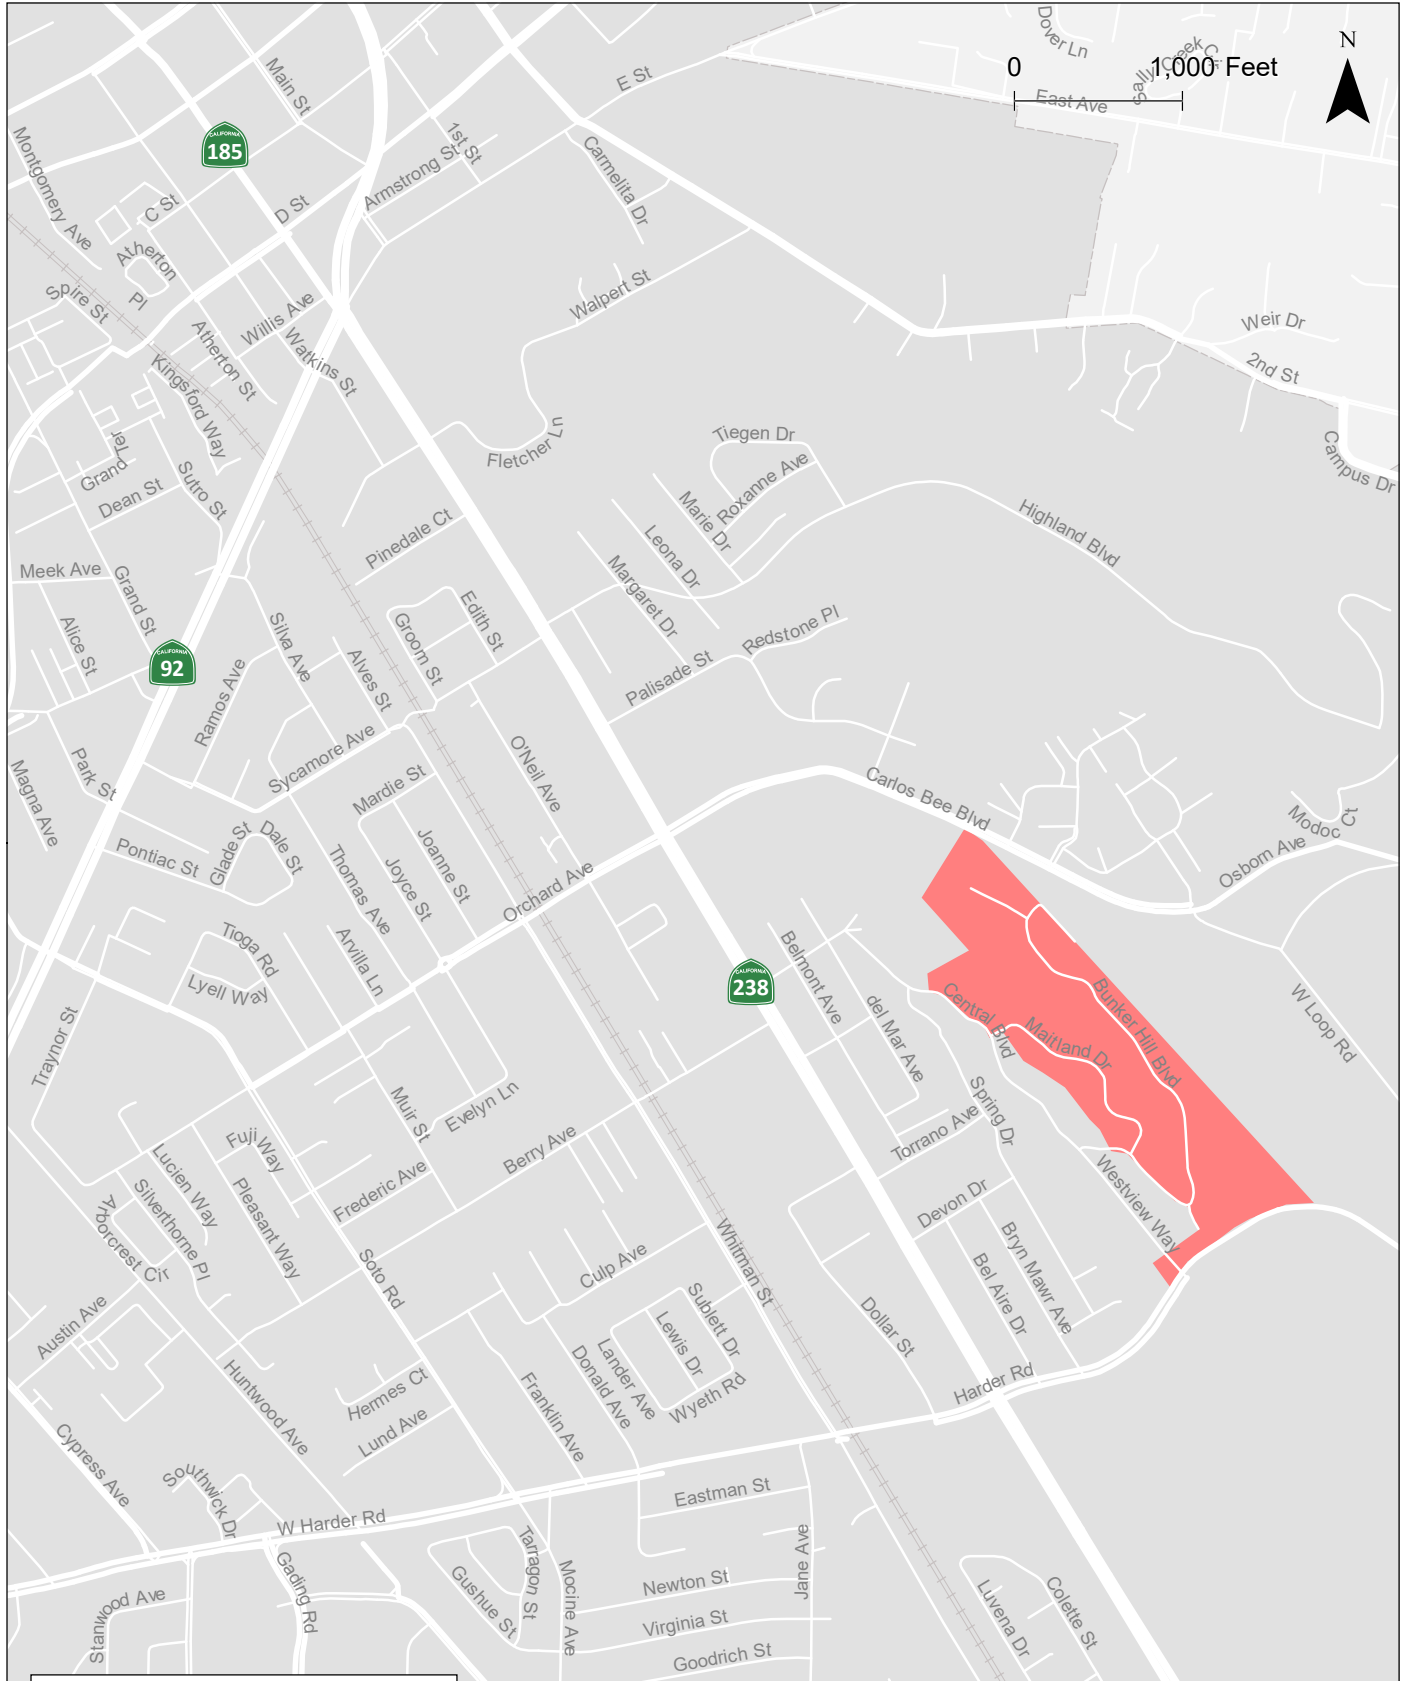 Dover Ln
N
0 1,000 Feet
Sally Creek Cir
East Ave
E St
Main St
CALIFORNIA
185
1st St
Armstrong St
Carmelita Dr
Montgomery Ave
C St
D St
Atherton Pl
Spire St
Willis Ave
Walpert St
Weir Dr
Atherton St
Watkins St
2nd St
Kingsford Way
Campus Dr
Fletcher Ln
Tiegen Dr
Grand Ter
Roxanne Ave
Dean St
Sutro St
Marie Dr
Highland Blvd
Pinedale Ct
Leona Dr
Meek Ave
Margaret Dr
Grand St
Edith St
Groom St
Redstone Pl
Alice St
Silva Ave
CALIFORNIA
92
Alves St
Palisade St
Ramos Ave
Sycamore Ave
O'Neil Ave
Park St
Magna Ave
Mardie St
Carlos Bee Blvd
Modoc Ct
Pontiac St
Glade St
Dale St
Joanne St
Thomas Ave
Joyce St
Osborn Ave
Orchard Ave
Tioga Rd
Arvilla Ln
Lyell Way
Belmont Ave
CALIFORNIA
238
del Mar Ave
Central Blvd
Maitland Dr
Bunker Hill Blvd
W Loop Rd
Traynor St
Muir St
Evelyn Ln
Spring Dr
Torrano Ave
Berry Ave
Fuji Way
Lucien Way
Silverthorne Pl
Pleasant Way
Frederic Ave
Arborcrest Cir
Westview Way
Devon Dr
Whitman St
Bryn Mawr Ave
Soto Rd
Culp Ave
Bel Aire Dr
Sublett Dr
Austin Ave
Lewis Dr
Dollar St
Lander Ave
Donald Ave
Huntwood Ave
Hermes Ct
Franklin Ave
Wyeth Rd
Harder Rd
Lund Ave
Cypress Ave
Southwick Dr
W Harder Rd
Eastman St
Tarragon St
Jane Ave
Gading Rd
Gushue St
Mocine Ave
Newton St
Colette St
Luvena Dr
Stanwood Ave
Virginia St
Goodrich St